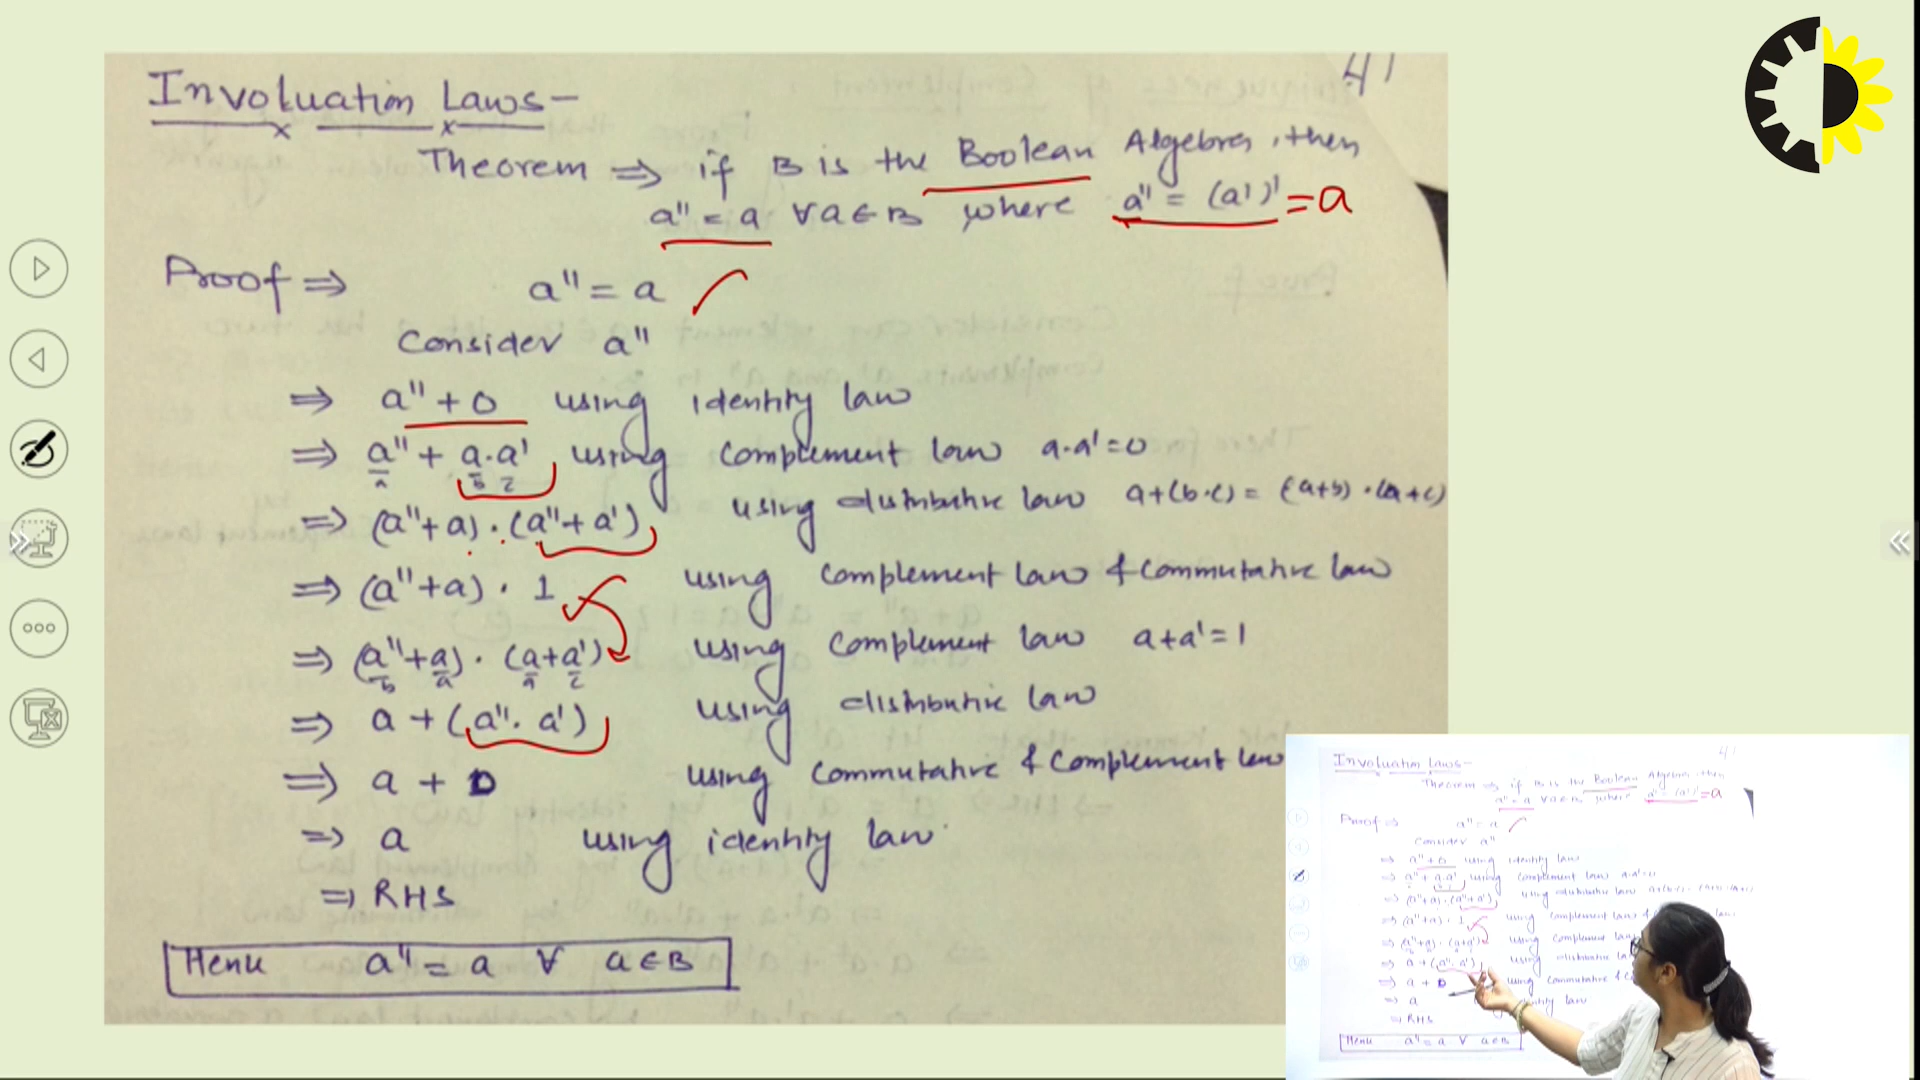 41
Involuation Laws-
Theorem ⇒ if B is the Boolean Algebra, then
a'' = a ∀ a ∈ B where a'' = (a')' = a
Proof ⇒ a'' = a
Consider a''
⇒ a'' + 0 using identity law
⇒ a'' + a.a' using complement law a.a'=0
a b c
⇒ (a''+a).(a''+a') using distributive law a+(b.c) = (a+b).(a+c)
⇒ (a''+a).1 using complement law & commutative law
⇒ (a''+a).(a+a') using complement law a+a'=1
b a a c
⇒ a + (a''.a') using distributive law
⇒ a + 0 using commutative & complement law
⇒ a using identity law
⇒ RHS
Henu a'' = a ∀ a ∈ B